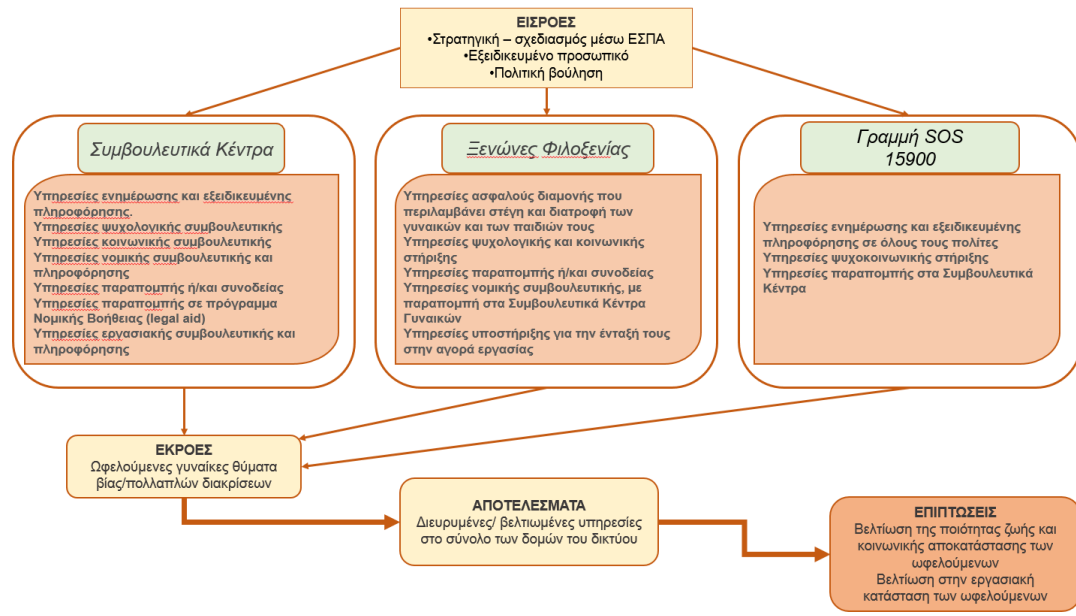 ΕΙΣΡΟΕΣ
•Στρατηγική – σχεδιασμός μέσω ΕΣΠΑ
•Εξειδικευμένο προσωπικό
•Πολιτική βούληση
Συμβουλευτικά Κέντρα
Υπηρεσίες ενημέρωσης και εξειδικευμένης
πληροφόρησης.
Υπηρεσίες ψυχολογικής συμβουλευτικής
Υπηρεσίες κοινωνικής συμβουλευτικής
Υπηρεσίες νομικής συμβουλευτικής και
πληροφόρησης
Υπηρεσίες παραπομπής ή/και συνοδείας
Υπηρεσίες παραπομπής σε πρόγραμμα
Νομικής Βοήθειας (legal aid)
Υπηρεσίες εργασιακής συμβουλευτικής και
πληροφόρησης
Ξενώνες Φιλοξενίας
Υπηρεσίες ασφαλούς διαμονής που
περιλαμβάνει στέγη και διατροφή των
γυναικών και των παιδιών τους
Υπηρεσίες ψυχολογικής και κοινωνικής
στήριξης
Υπηρεσίες παραπομπής ή/και συνοδεία
Υπηρεσίες νομικής συμβουλευτικής, με
παραπομπή στα Συμβουλευτικά Κέντρα
Γυναικών
Υπηρεσίες υποστήριξης για την ένταξή τους
στην αγορά εργασίας
Γραμμή SOS
15900
Υπηρεσίες ενημέρωσης και εξειδικευμένης
πληροφόρησης σε όλους τους πολίτες
Υπηρεσίες ψυχοκοινωνικής στήριξης
Υπηρεσίες παραπομπής στα Συμβουλευτικά
Κέντρα
ΕΚΡΟΕΣ
Ωφελούμενες γυναίκες θύματα
βίας/πολλαπλών διακρίσεων
ΑΠΟΤΕΛΕΣΜΑΤΑ
Διευρυμένες/ βελτιωμένες υπηρεσίες
στο σύνολο των δομών του δικτύου
ΕΠΙΠΤΩΣΕΙΣ
Βελτίωση της ποιότητας ζωής και
κοινωνικής αποκατάστασης των
ωφελούμενων
Βελτίωση στην εργασιακή
κατάσταση των ωφελούμενων